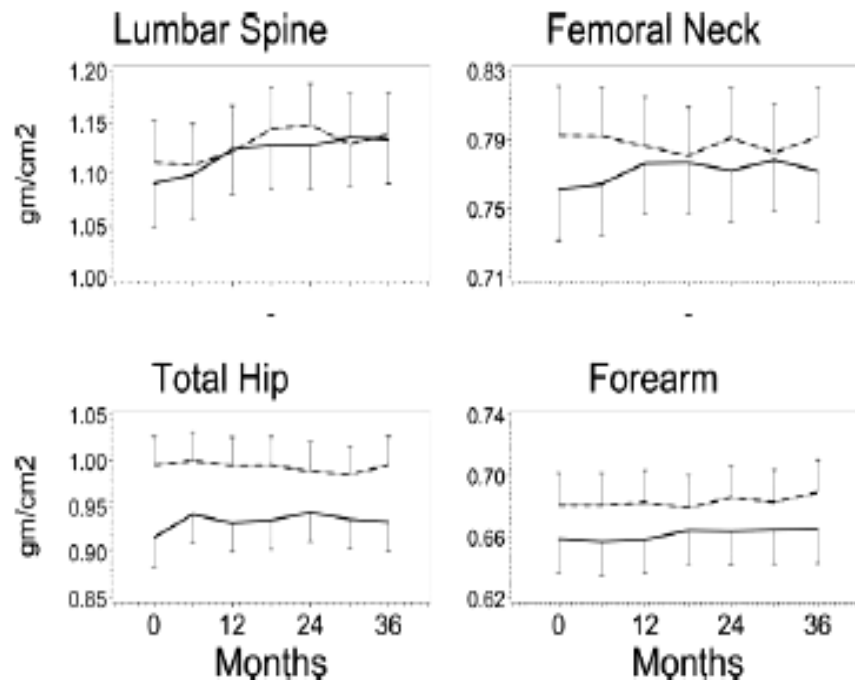 Lumbar Spine
gm/cm2
1.20
1.15
1.10
1.05
1.00
Femoral Neck
0.83
0.79
0.75
0.71
Total Hip
gm/cm2
1.05
1.00
0.95
0.90
0.85
0 12 24 36
Months
Forearm
0.74
0.70
0.66
0.62
0 12 24 36
Months